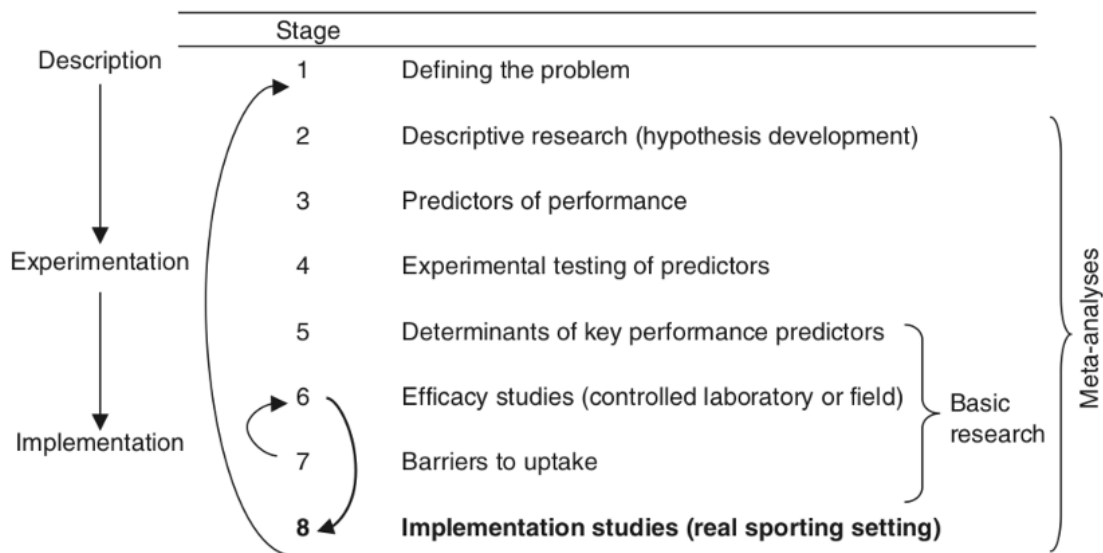 Stage
Description
1 Defining the problem
2 Descriptive research (hypothesis development)
3 Predictors of performance
Experimentation
4 Experimental testing of predictors
5 Determinants of key performance predictors
6 Efficacy studies (controlled laboratory or field)
Implementation
7 Barriers to uptake
8 Implementation studies (real sporting setting)
Basic
research
Meta-analyses